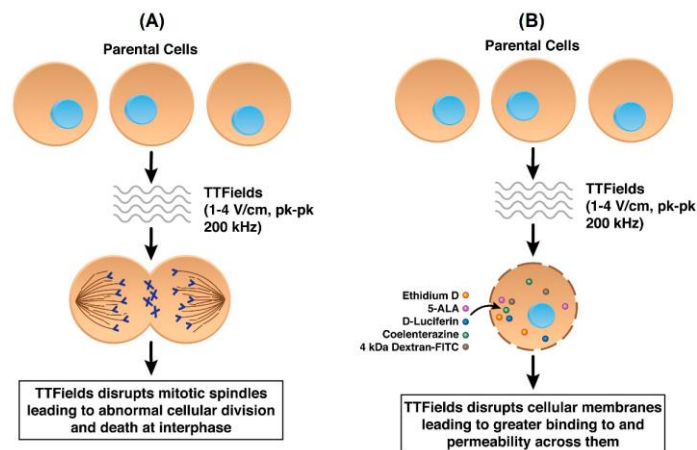 (A)
Parental Cells
TTFields
(1-4 V/cm, pk-pk
200 kHz)
TTFields disrupts mitotic spindles
leading to abnormal cellular division
and death at interphase
(B)
Parental Cells
TTFields
(1-4 V/cm, pk-pk
200 kHz)
Ethidium D
5-ALA
D-Luciferin
Coelenterazine
4 kDa Dextran-FITC
TTFields disrupts cellular membranes
leading to greater binding to and
permeability across them